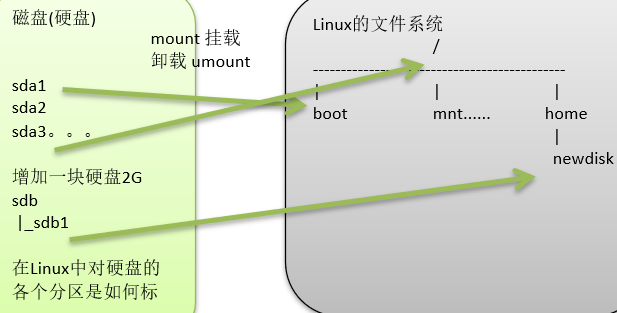 磁盘(硬盘)
sda1
sda2
sda3。。。
增加一块硬盘2G
sdb
|_sdb1
在Linux中对硬盘的
各个分区是如何标
mount 挂载
卸载 umount
Linux的文件系统
/
--------------------------------------------
| | |
boot mnt...... home
|
newdisk